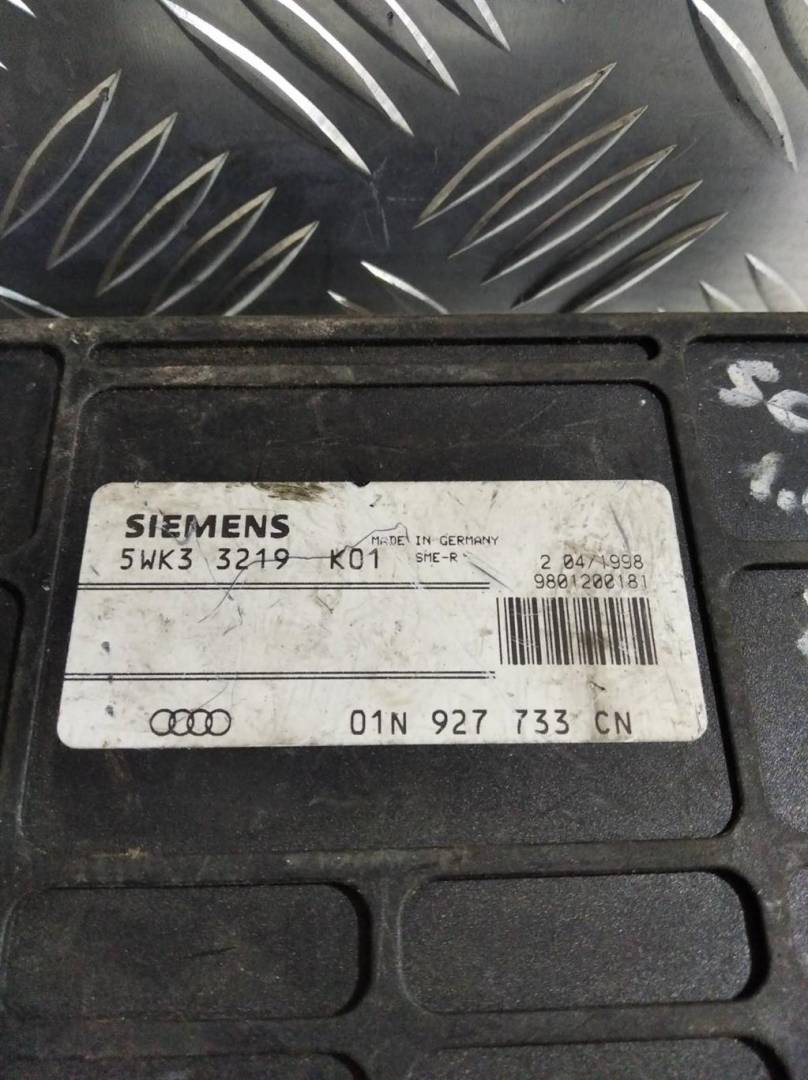 SIEMENS
MADE IN GERMANY
5WK3 3219 K01 SME-R 2 04/1998
9801200181
01N 927 733 CN